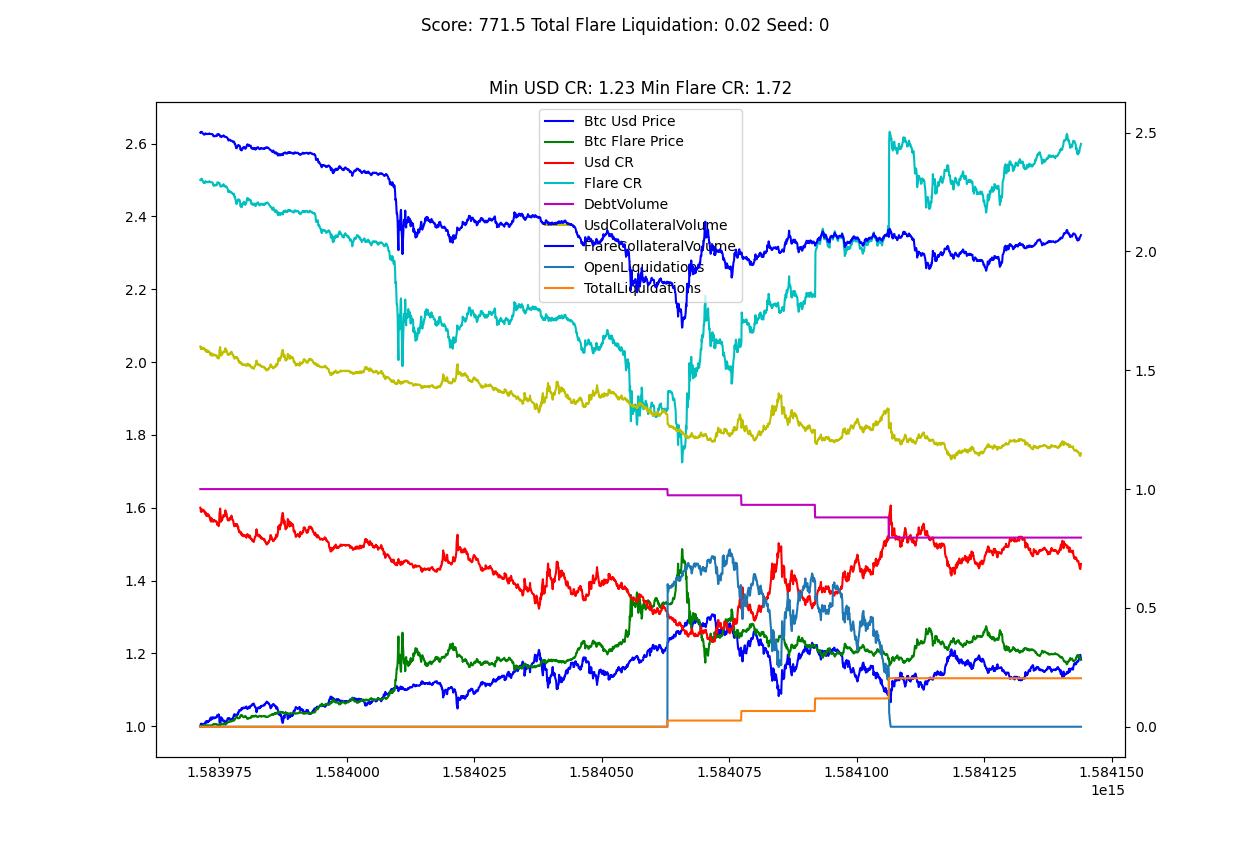 Score: 771.5 Total Flare Liquidation: 0.02 Seed: 0
Min USD CR: 1.23 Min Flare CR: 1.72
Btc Usd Price
Btc Flare Price
Usd CR
Flare CR
DebtVolume
UsdCollateralVolume
FlareCollateralVolume
OpenLiquidations
TotalLiquidations
2.6
2.4
2.2
2.0
1.8
1.6
1.4
1.2
1.0
2.5
2.0
1.5
1.0
0.5
0.0
1.583975 1.584000 1.584025 1.584050 1.584075 1.584100 1.584125 1.584150
1e15